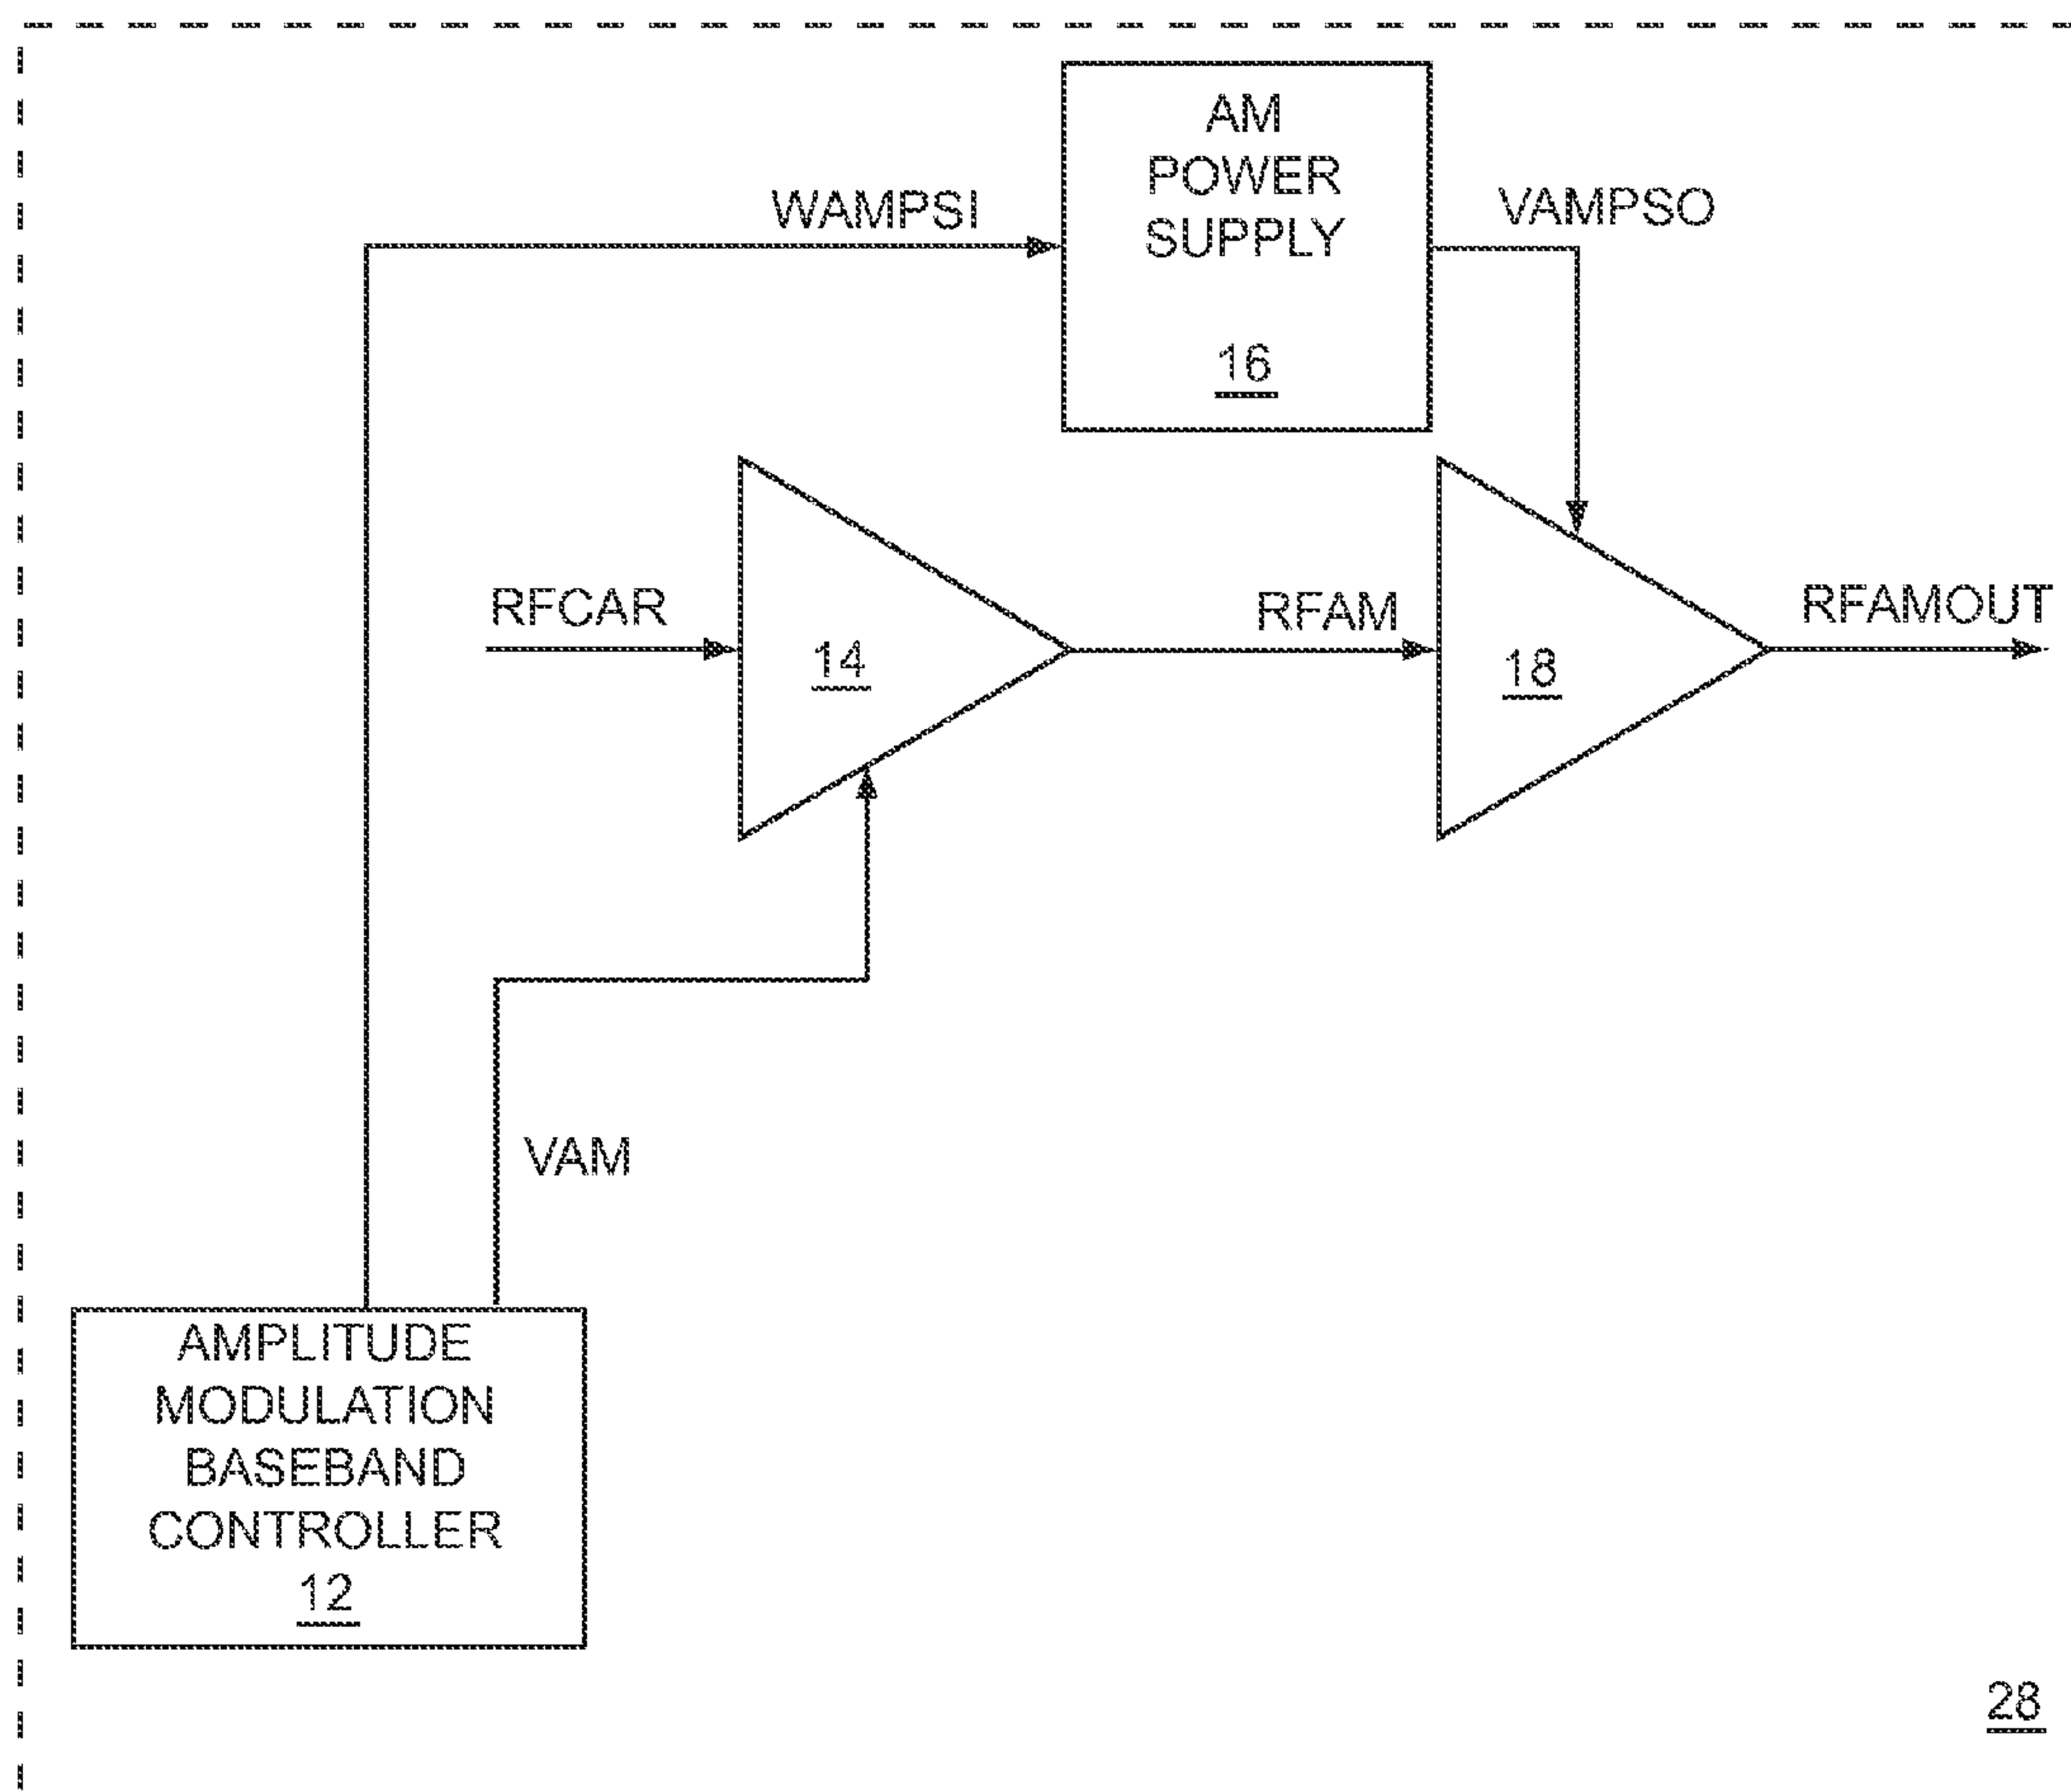 AM
POWER
SUPPLY
16
WAMPSI
VAMPSO
RFCAR
14
RFAM
18
RFAMOUT
VAM
AMPLITUDE
MODULATION
BASEBAND
CONTROLLER
12
28